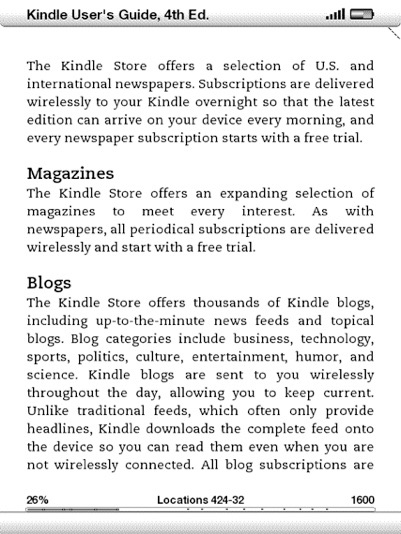 Kindle User's Guide, 4th Ed.
The Kindle Store offers a selection of U.S. and
international newspapers. Subscriptions are delivered
wirelessly to your Kindle overnight so that the latest
edition can arrive on your device every morning, and
every newspaper subscription starts with a free trial.
Magazines
The Kindle Store offers an expanding selection of
magazines to meet every interest. As with
newspapers, all periodical subscriptions are delivered
wirelessly and start with a free trial.
Blogs
The Kindle Store offers thousands of Kindle blogs,
including up-to-the-minute news feeds and topical
blogs. Blog categories include business, technology,
sports, politics, culture, entertainment, humor, and
science. Kindle blogs are sent to you wirelessly
throughout the day, allowing you to keep current.
Unlike traditional feeds, which often only provide
headlines, Kindle downloads the complete feed onto
the device so you can read them even when you are
not wirelessly connected. All blog subscriptions are
26% Locations 424-32 1600